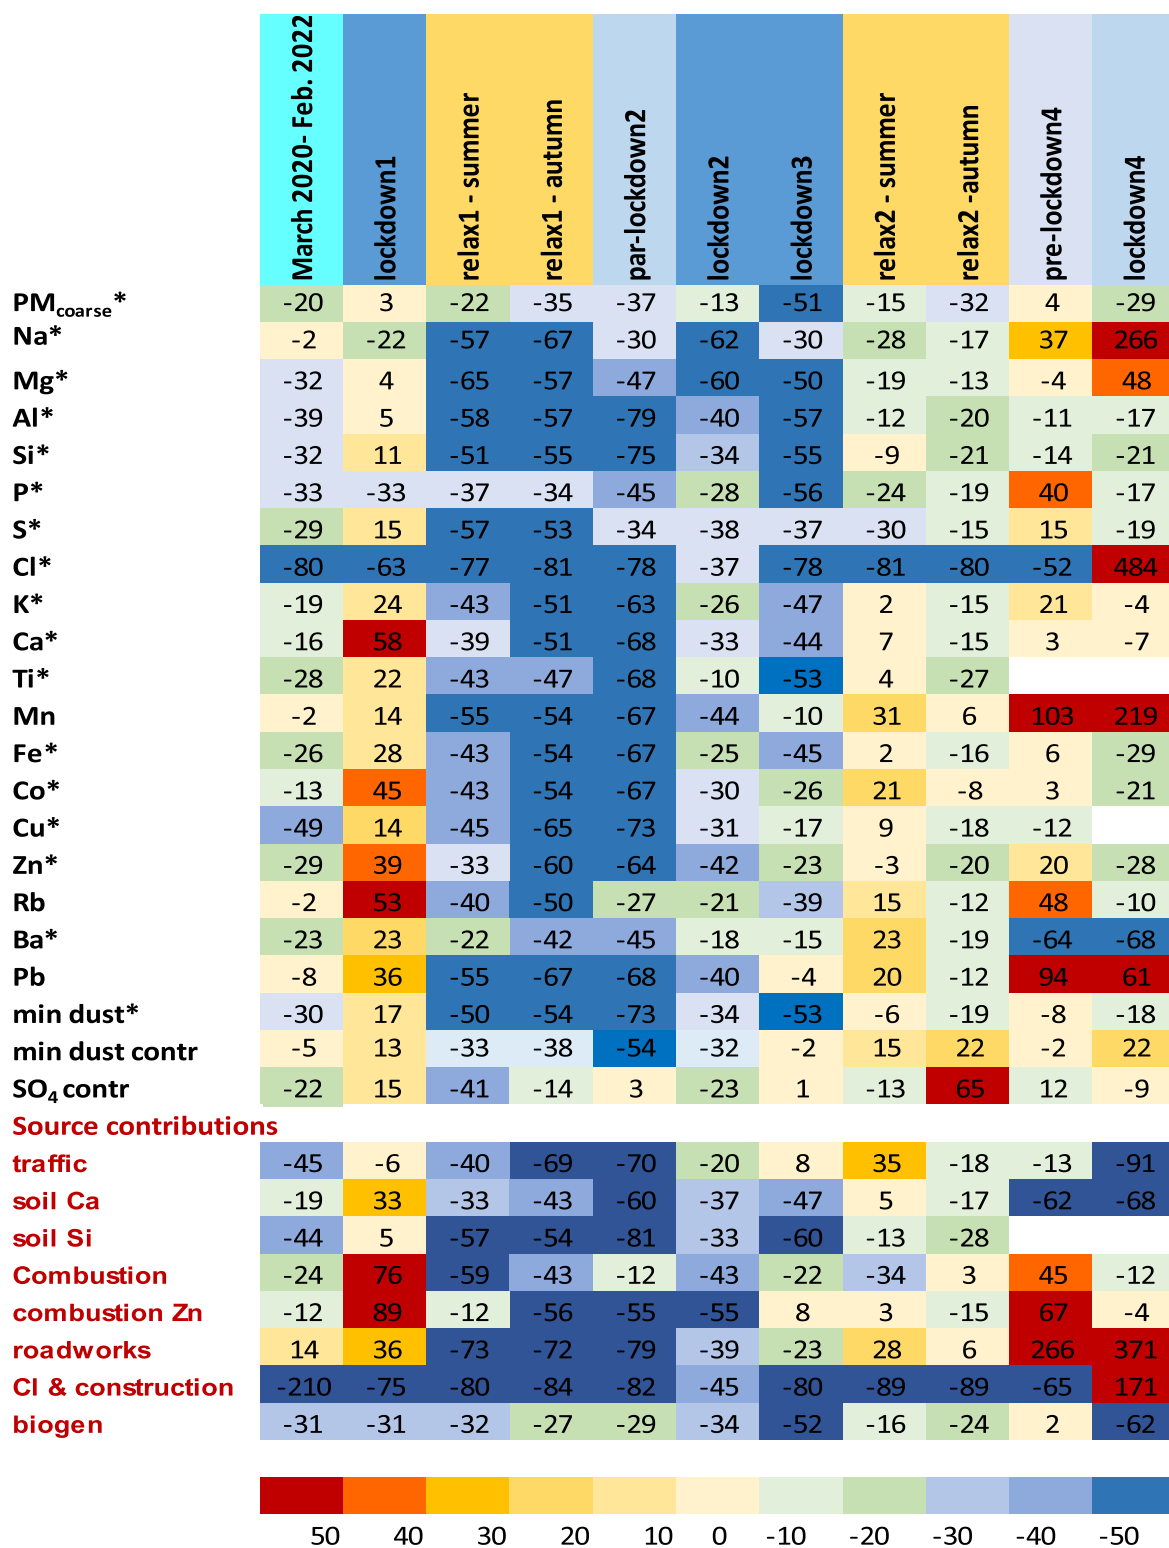 March 2020- Feb. 2022 lockdown1 relax1 - summer relax1 - autumn par-lockdown2 lockdown2 lockdown3 relax2 - summer relax2 -autumn pre-lockdown4 lockdown4
PMcoarse* -20 3 -22 -35 -37 -13 -51 -15 -32 4 -29
Na* -2 -22 -57 -67 -30 -62 -30 -28 -17 37 266
Mg* -32 4 -65 -57 -47 -60 -50 -19 -13 -4 48
Al* -39 5 -58 -57 -79 -40 -57 -12 -20 -11 -17
Si* -32 11 -51 -55 -75 -34 -55 -9 -21 -14 -21
P* -33 -33 -37 -34 -45 -28 -56 -24 -19 40 -17
S* -29 15 -57 -53 -34 -38 -37 -30 -15 15 -19
Cl* -80 -63 -77 -81 -78 -37 -78 -81 -80 -52 484
K* -19 24 -43 -51 -63 -26 -47 2 -15 21 -4
Ca* -16 58 -39 -51 -68 -33 -44 7 -15 3 -7
Ti* -28 22 -43 -47 -68 -10 -53 4 -27
Mn -2 14 -55 -54 -67 -44 -10 31 6 103 219
Fe* -26 28 -43 -54 -67 -25 -45 2 -16 6 -29
Co* -13 45 -43 -54 -67 -30 -26 21 -8 3 -21
Cu* -49 14 -45 -65 -73 -31 -17 9 -18 -12
Zn* -29 39 -33 -60 -64 -42 -23 -3 -20 20 -28
Rb -2 53 -40 -50 -27 -21 -39 15 -12 48 -10
Ba* -23 23 -22 -42 -45 -18 -15 23 -19 -64 -68
Pb -8 36 -55 -67 -68 -40 -4 20 -12 94 61
min dust* -30 17 -50 -54 -73 -34 -53 -6 -19 -8 -18
min dust contr -5 13 -33 -38 -54 -32 -2 15 22 -2 22
SO4 contr -22 15 -41 -14 3 -23 1 -13 65 12 -9
Source contributions
traffic -45 -6 -40 -69 -70 -20 8 35 -18 -13 -91
soil Ca -19 33 -33 -43 -60 -37 -47 5 -17 -62 -68
soil Si -44 5 -57 -54 -81 -33 -60 -13 -28
Combustion -24 76 -59 -43 -12 -43 -22 -34 3 45 -12
combustion Zn -12 89 -12 -56 -55 -55 8 3 -15 67 -4
roadworks 14 36 -73 -72 -79 -39 -23 28 6 266 371
Cl & construction -210 -75 -80 -84 -82 -45 -80 -89 -89 -65 171
biogen -31 -31 -32 -27 -29 -34 -52 -16 -24 2 -62
50 40 30 20 10 0 -10 -20 -30 -40 -50